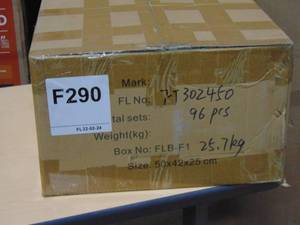 F290
FL22-02-24
Mark:
FL No: 302450
tal sets: 96 pcs
Weight(kg): 25.7kg
Box No: FLB-F1
Size: 50x42x25 cm